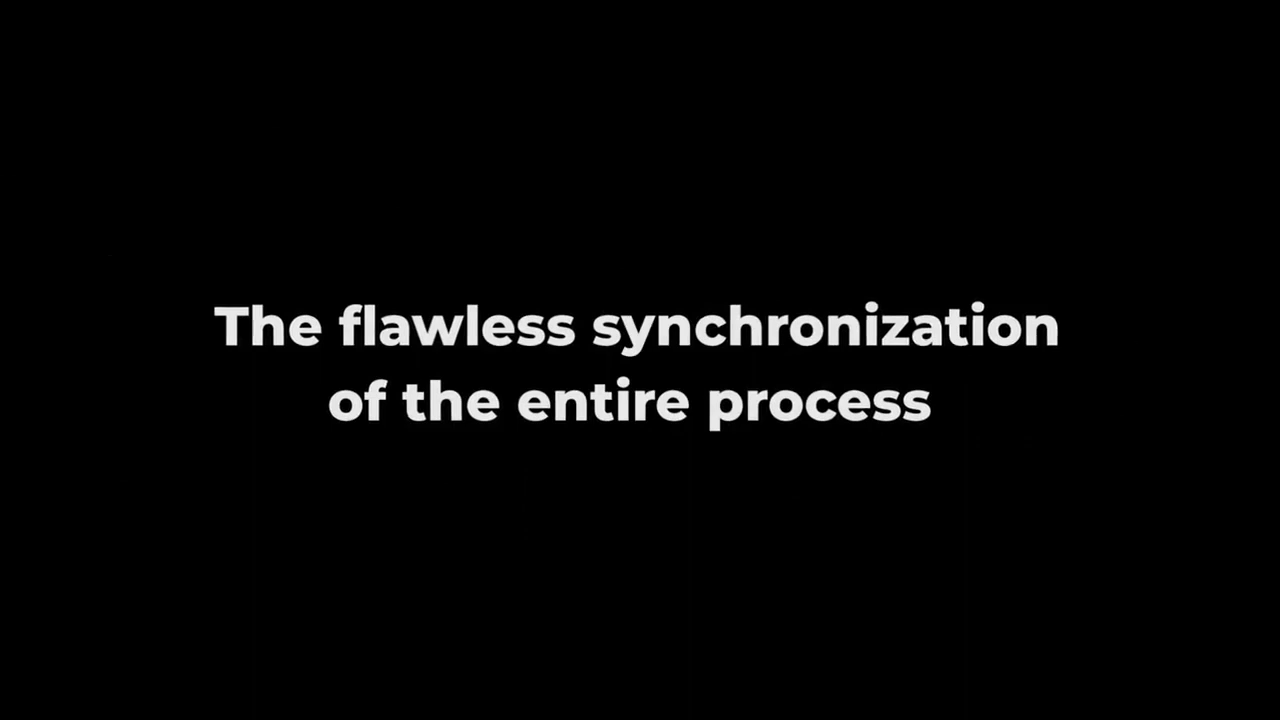 The flawless synchronization
of the entire process